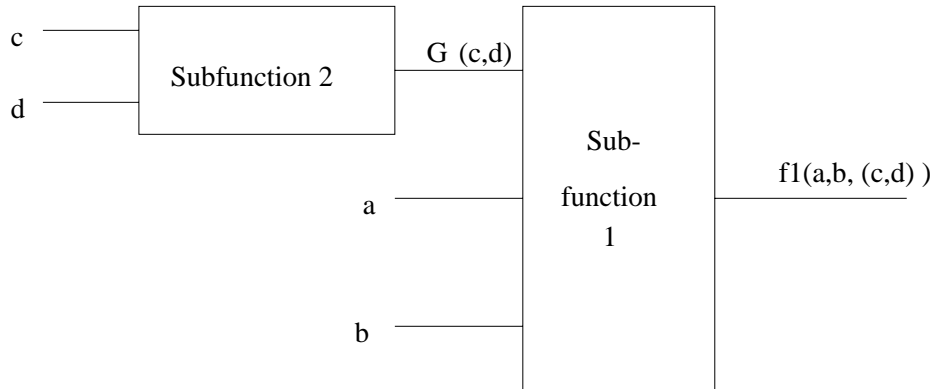 c
d
Subfunction 2
G (c,d)
a
b
Sub-
function
1
f1(a,b, (c,d) )